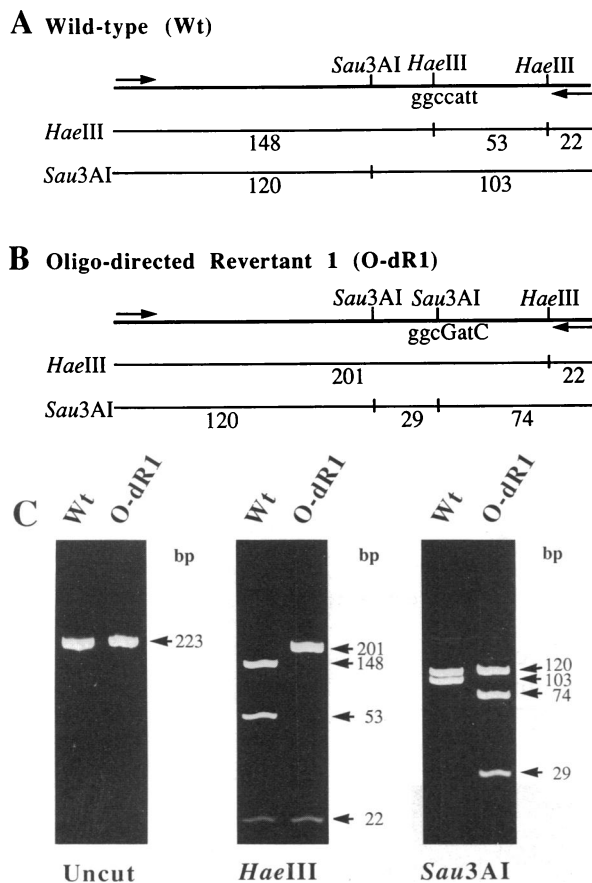 A Wild-type (Wt)
Sau3AI HaeIII HaeIII
ggccatt
HaeIII
148 53 22
Sau3AI
120 103
B Oligo-directed Revertant 1 (O-dR1)
Sau3AI Sau3AI HaeIII
ggcGatC
HaeIII
201 22
Sau3AI
120 29 74
C
Wt O-dR1 Wt O-dR1 Wt O-dR1
bp bp bp
223
201
148
53
22
120
103
74
29
Uncut HaeIII Sau3AI